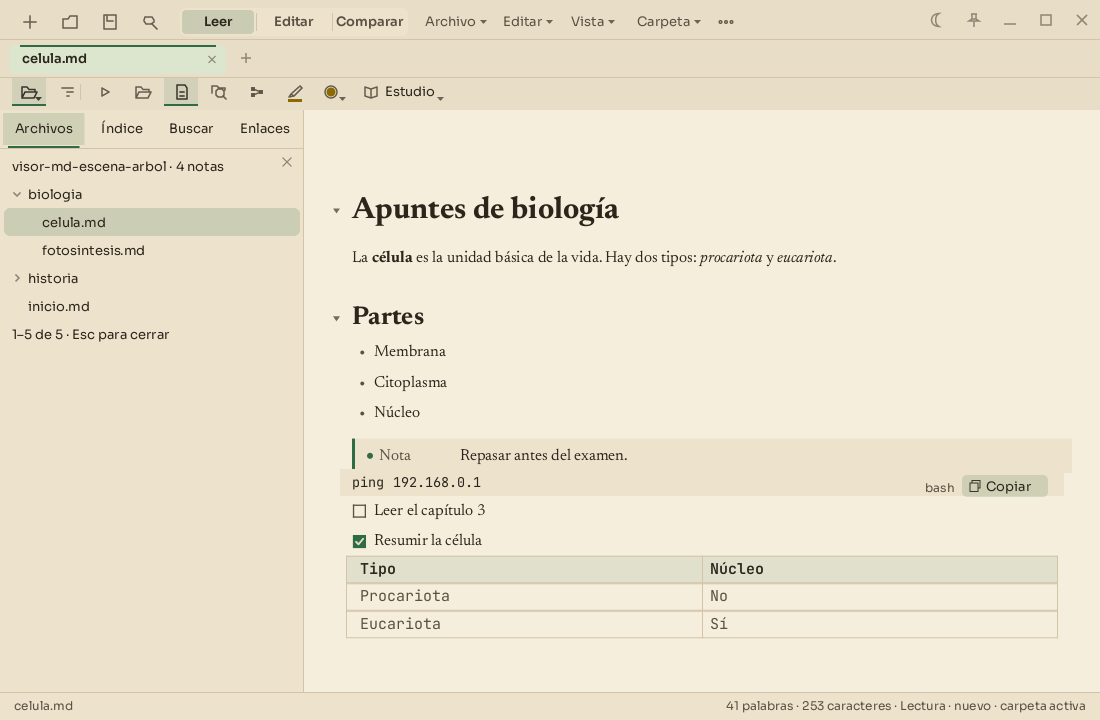 Leer Editar Comparar Archivo Editar Vista Carpeta
celula.md
Estudio
Archivos Índice Buscar Enlaces
visor-md-escena-arbol · 4 notas
biologia
celula.md
fotosintesis.md
historia
inicio.md
1–5 de 5 · Esc para cerrar
Apuntes de biología
La célula es la unidad básica de la vida. Hay dos tipos: procariota y eucariota.
Partes
• Membrana
• Citoplasma
• Núcleo
● Nota Repasar antes del examen.
ping 192.168.0.1 bash Copiar
Leer el capítulo 3
Resumir la célula
Tipo Núcleo
Procariota No
Eucariota Sí
celula.md 41 palabras · 253 caracteres · Lectura · nuevo · carpeta activa